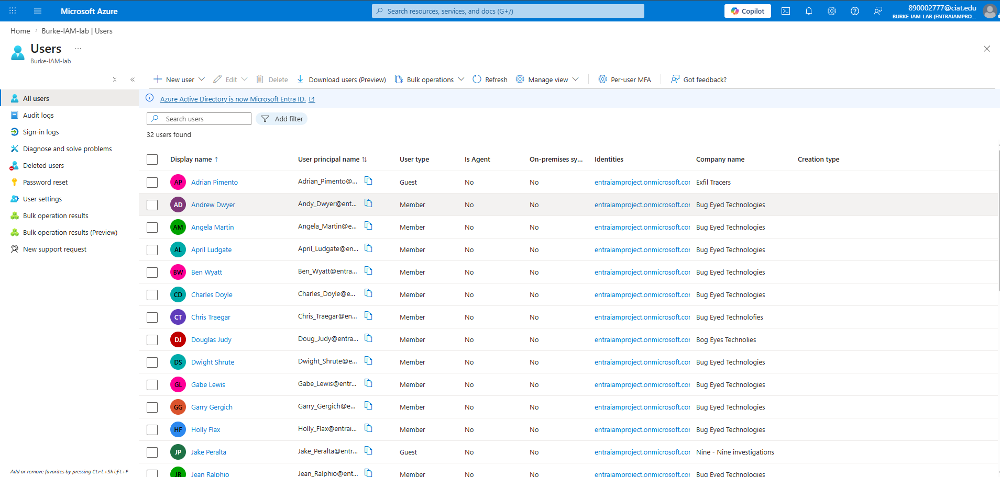 Microsoft Azure
Search resources, services, and docs (G+/)
Copilot
890002777@ciat.edu
BURKE-IAM-LAB (ENTRAIAMPRO...
Home > Burke-IAM-lab | Users
Users ...
Burke-IAM-lab
New user Edit Delete Download users (Preview) Bulk operations Refresh Manage view Per-user MFA Got feedback?
All users
Audit logs
Sign-in logs
Diagnose and solve problems
Deleted users
Password reset
User settings
Bulk operation results
Bulk operation results (Preview)
New support request
Add or remove favorites by pressing Ctrl+Shift+F
Azure Active Directory is now Microsoft Entra ID.
Search users Add filter
32 users found
Display name ↑ User principal name ↑↓ User type Is Agent On-premises sy... Identities Company name Creation type
AP Adrian Pimento Adrian_Pimento@... Guest No No entraiamproject.onmicrosoft.cor Exfil Tracers
AD Andrew Dwyer Andy_Dwyer@ent... Member No No entraiamproject.onmicrosoft.cor Bug Eyed Technologies
AM Angela Martin Angela_Martin@e... Member No No entraiamproject.onmicrosoft.cor Bug Eyed Technologies
AL April Ludgate April_Ludgate@en... Member No No entraiamproject.onmicrosoft.cor Bug Eyed Technologies
BW Ben Wyatt Ben_Wyatt@entra... Member No No entraiamproject.onmicrosoft.cor Bug Eyed Technologies
CD Charles Doyle Charles_Doyle@e... Member No No entraiamproject.onmicrosoft.cor Bug Eyed Technologies
CT Chris Traegar Chris_Traegar@en... Member No No entraiamproject.onmicrosoft.cor Bug Eyed Technolofies
DJ Douglas Judy Doug_Judy@entra... Member No No entraiamproject.onmicrosoft.cor Bog Eyes Technolies
DS Dwight Shrute Dwight_Shrute@e... Member No No entraiamproject.onmicrosoft.cor Bug Eyed Technologies
GL Gabe Lewis Gabe_Lewis@entr... Member No No entraiamproject.onmicrosoft.cor Bug Eyed Technologies
GG Garry Gergich Garry_Gergich@e... Member No No entraiamproject.onmicrosoft.cor Bug Eyed Technologies
HF Holly Flax Holly_Flax@entrai... Member No No entraiamproject.onmicrosoft.cor Bug Eyed Technologies
JP Jake Peralta Jake_Peralta@entr... Guest No No entraiamproject.onmicrosoft.cor Nine - Nine investigations
JR Jean Ralphio Jean_Ralphio@ent... Member No No entraiamproject.onmicrosoft.cor Bug Eyed Technologies